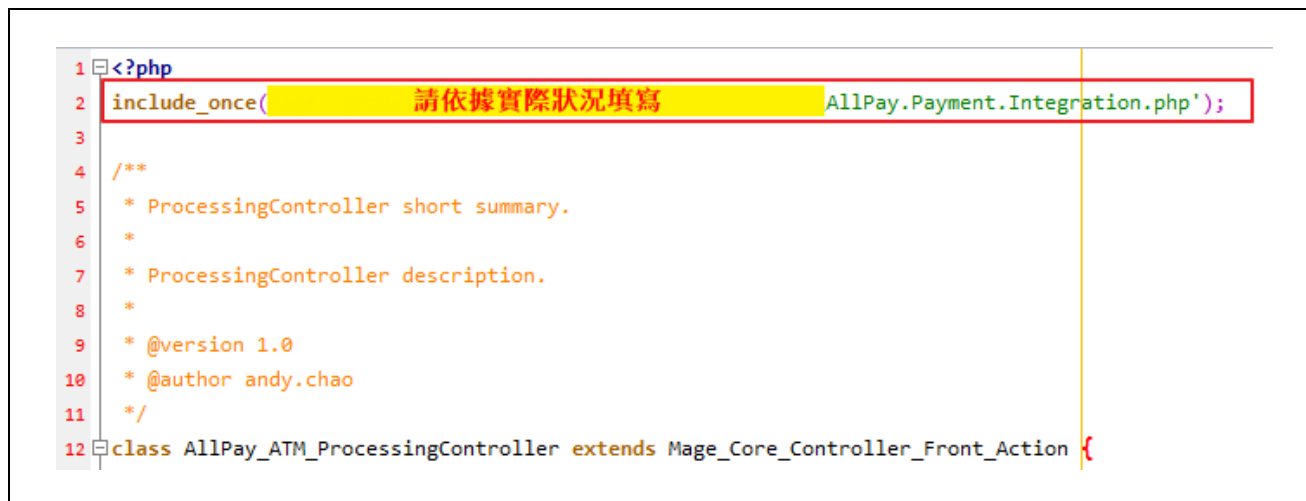 1 <?php
2 include_once( 請依據實際狀況填寫 AllPay.Payment.Integration.php');
3
4 /**
5 * ProcessingController short summary.
6 *
7 * ProcessingController description.
8 *
9 * @version 1.0
10 * @author andy.chao
11 */
12 class AllPay_ATM_ProcessingController extends Mage_Core_Controller_Front_Action {